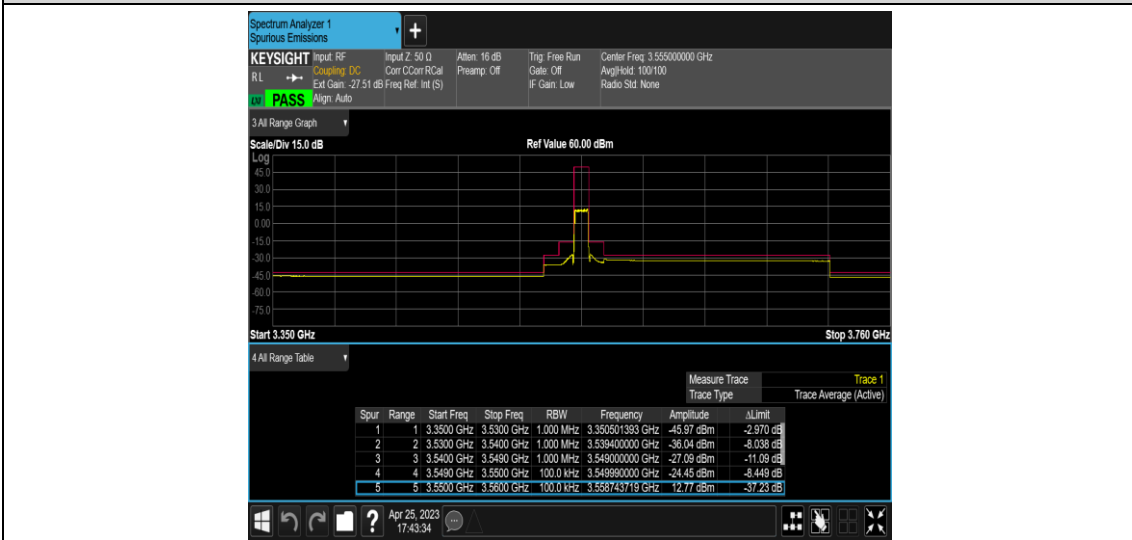 Spectrum Analyzer 1
Spurious Emissions
+
KEYSIGHT Input: RF Input Z: 50 Ω Atten: 16 dB Trig: Free Run Center Freq: 3.555000000 GHz
RL Coupling: DC Corr CCorr RCal Preamp: Off Gate: Off Avg|Hold: 100/100
Ext Gain: -27.51 dB Freq Ref: Int (S) IF Gain: Low Radio Std: None
LXI PASS Align: Auto
3 All Range Graph
Scale/Div 15.0 dB Ref Value 60.00 dBm
Log
45.0
30.0
15.0
0.00
-15.0
-30.0
-45.0
-60.0
-75.0
Start 3.350 GHz Stop 3.760 GHz
4 All Range Table
Measure Trace Trace 1
Trace Type Trace Average (Active)
Spur Range Start Freq Stop Freq RBW Frequency Amplitude ΔLimit
1 1 3.3500 GHz 3.5300 GHz 1.000 MHz 3.350501393 GHz -45.97 dBm -2.970 dB
2 2 3.5300 GHz 3.5400 GHz 1.000 MHz 3.539400000 GHz -36.04 dBm -8.038 dB
3 3 3.5400 GHz 3.5490 GHz 1.000 MHz 3.549000000 GHz -27.09 dBm -11.09 dB
4 4 3.5490 GHz 3.5500 GHz 100.0 kHz 3.549990000 GHz -24.45 dBm -8.449 dB
5 5 3.5500 GHz 3.5600 GHz 100.0 kHz 3.558743719 GHz 12.77 dBm -37.23 dB
? Apr 25, 2023
17:43:34